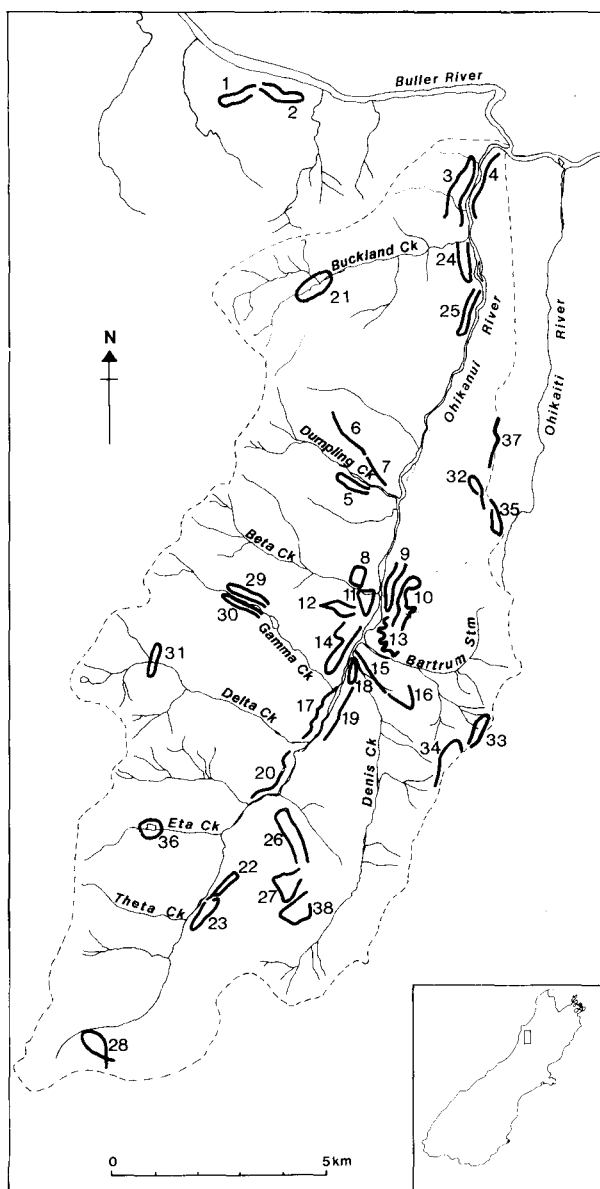 Buller River
1
2
3
4
Buckland Ck
24
21
25
N
Ohikanui River
Ohikaiti River
6
7
Dumpling Ck
5
37
32
35
Beta Ck
8
9
10
29
11
12
30
Gamma Ck
14
13
Bartrum Stm
31
15
18
16
17
19
Delta Ck
33
34
20
Denis Ck
Eta Ck
36
26
22
27
Theta Ck
23
38
28
0 5km